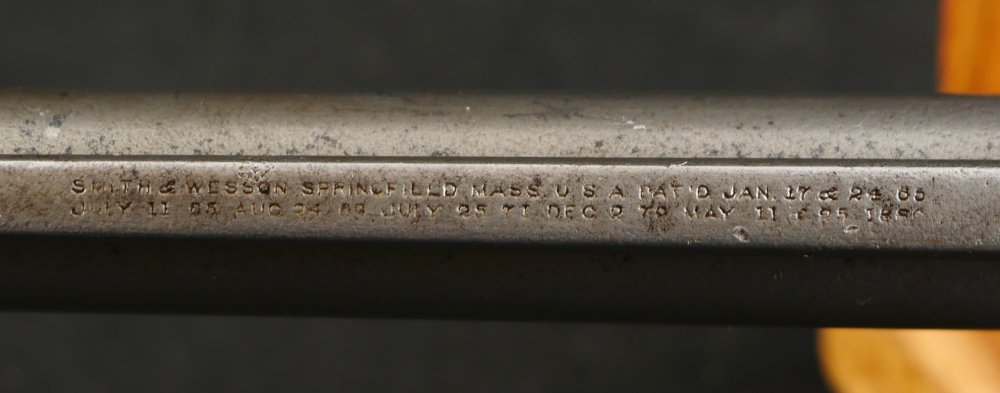 SMITH & WESSON SPRINGFIELD MASS. U.S.A PAT'D JAN. 17 & 24 65
JULY 11 65 AUG 24 69 JULY 25 71 DEC 2 79 MAY 11 & 25 1880